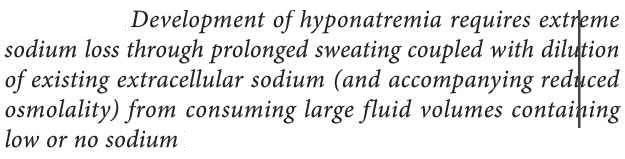 Development of hyponatremia requires extreme
sodium loss through prolonged sweating coupled with dilution
of existing extracellular sodium (and accompanying reduced
osmolality) from consuming large fluid volumes containing
low or no sodium